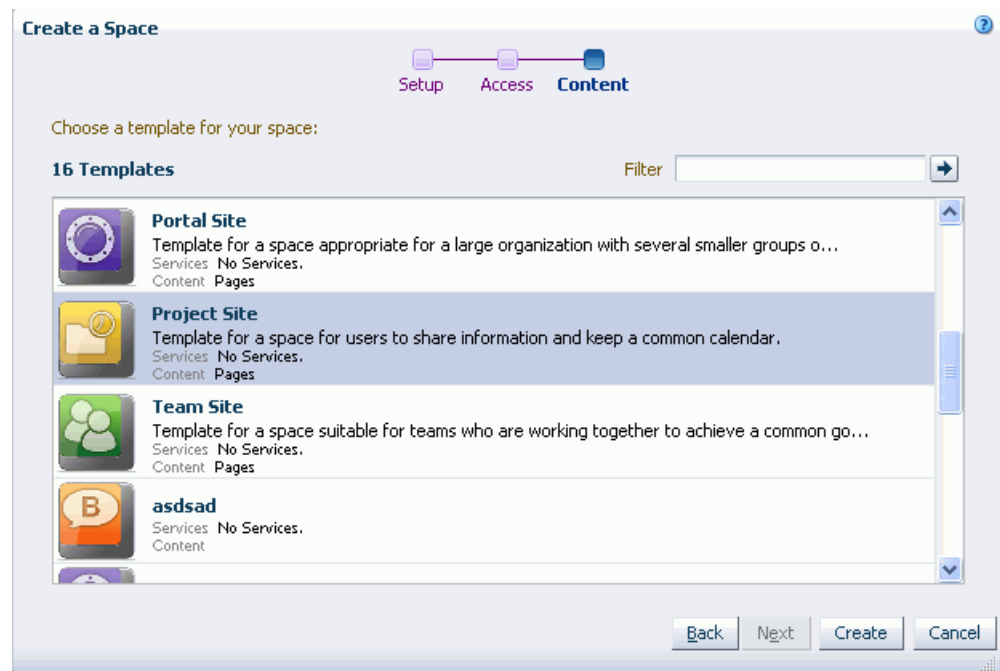 Create a Space
?
Setup Access Content
Choose a template for your space:
16 Templates Filter
Portal Site
Template for a space appropriate for a large organization with several smaller groups o...
Services No Services.
Content Pages
Project Site
Template for a space for users to share information and keep a common calendar.
Services No Services.
Content Pages
Team Site
Template for a space suitable for teams who are working together to achieve a common go...
Services No Services.
Content Pages
B
asdsad
Services No Services.
Content
Back Next Create Cancel